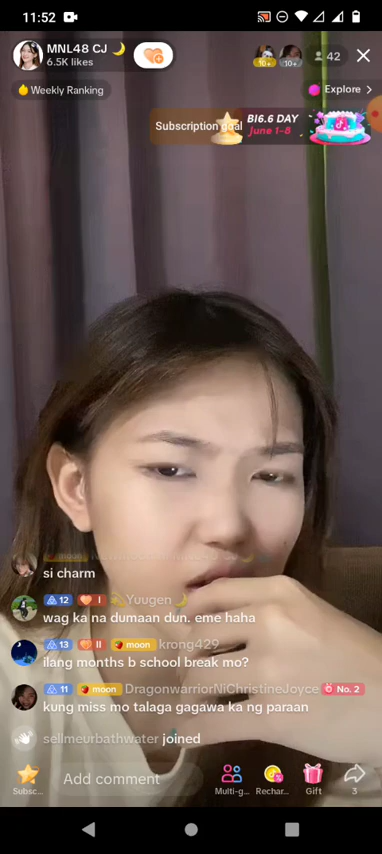 11:52
MNL48 CJ 🌙
6.5K likes
10+
10+
42
Weekly Ranking
Explore >
Subscription goal
BI6.6 DAY
June 1-8
si charm
12 I 💫Yuugen 🌙
wag ka na dumaan dun. eme haha
13 II moon krong429
ilang months b school break mo?
11 moon DragonwarriorNiChristineJoyce No. 2
kung miss mo talaga gagawa ka ng paraan
sellmeurbathwater joined
Add comment
Subsc... Multi-g... Rechar... Gift 3